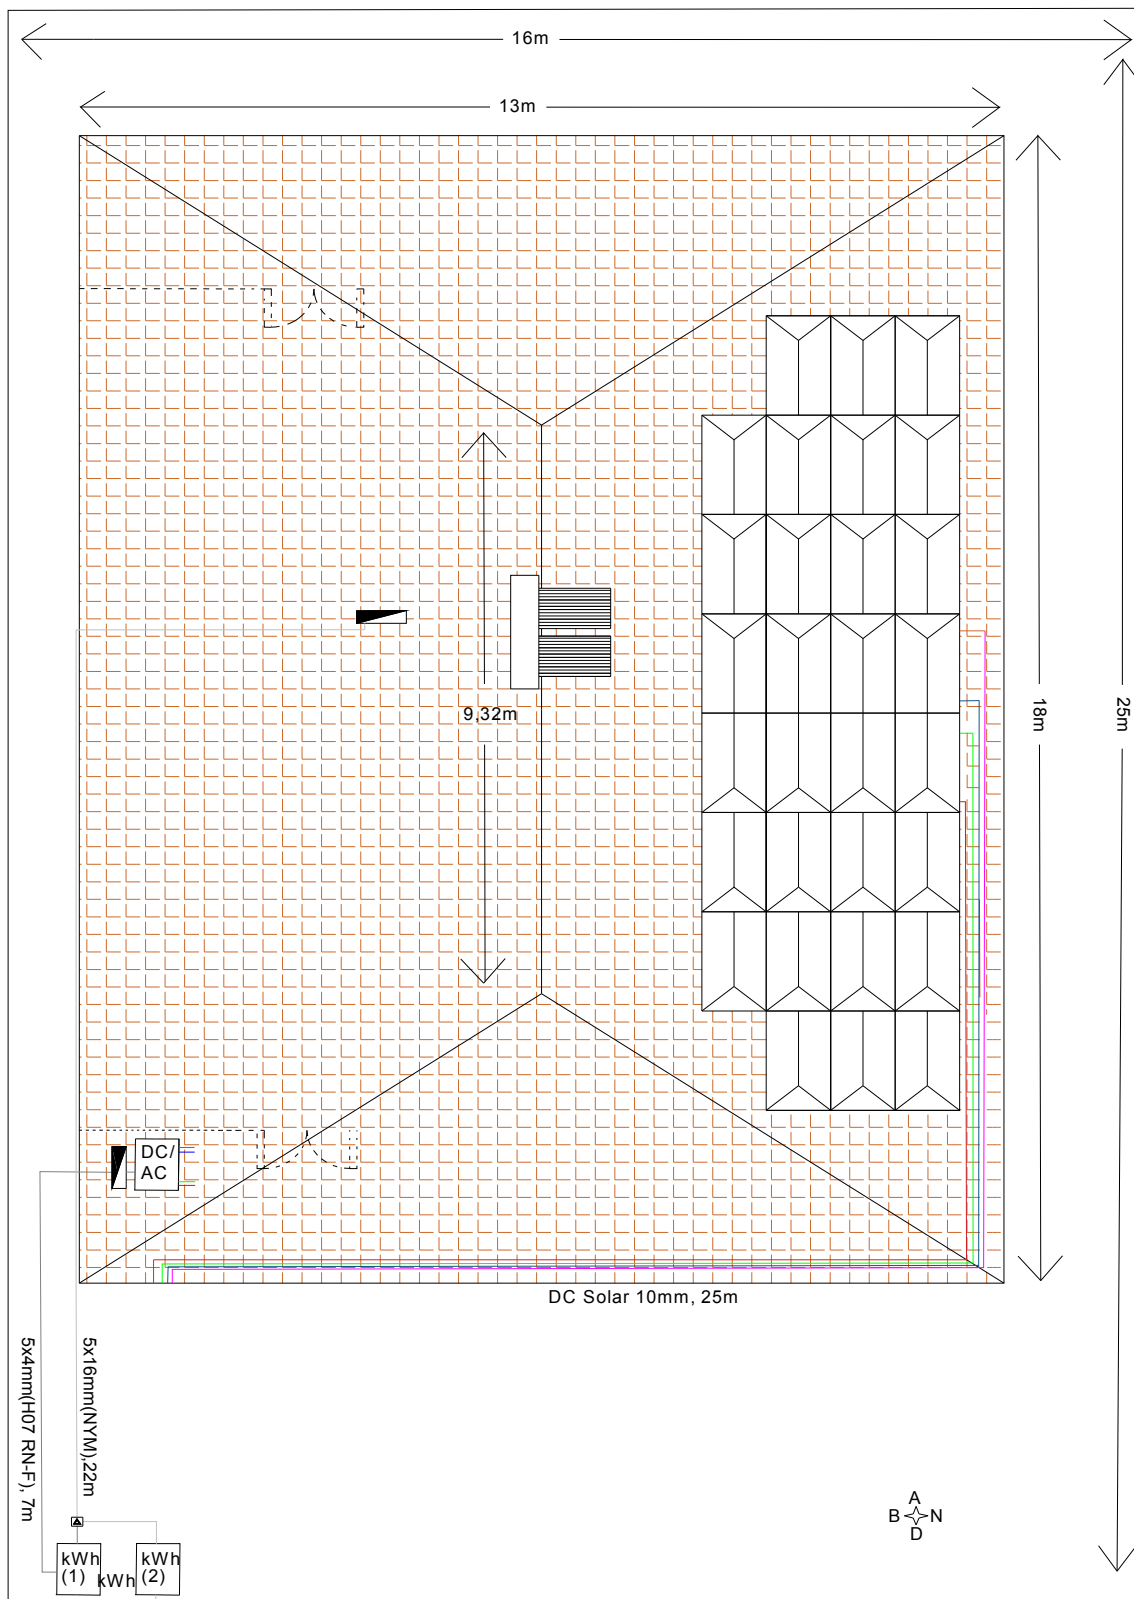 16m
13m
9,32m
18m
25m
DC/
AC
DC Solar 10mm, 25m
5x4mm(H07 RN-F), 7m
5x16mm(NYM),22m
A
B N
D
kWh
(1)
kWh
kWh
(2)